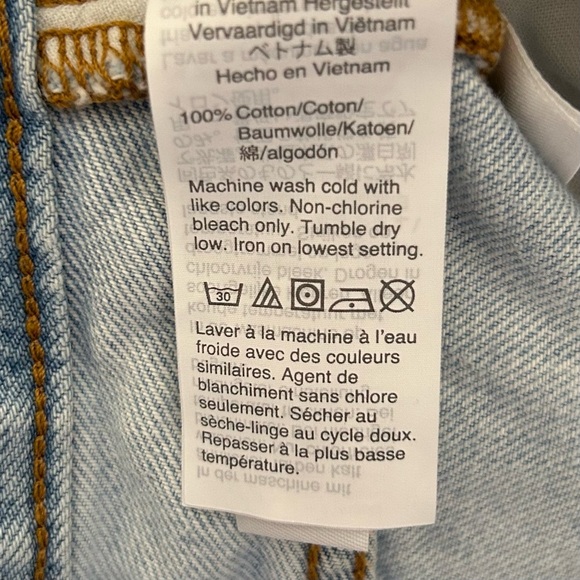 in Vietnam Hergestellt
Vervaardigd in Viëtnam
ベトナム製
Hecho en Vietnam
100% Cotton/Coton/
Baumwolle/Katoen/
綿/algodón
Machine wash cold with
like colors. Non-chlorine
bleach only. Tumble dry
low. Iron on lowest setting.
30
Laver à la machine à l'eau
froide avec des couleurs
similaires. Agent de
blanchiment sans chlore
seulement. Sécher au
sèche-linge au cycle doux.
Repasser à la plus basse
température.